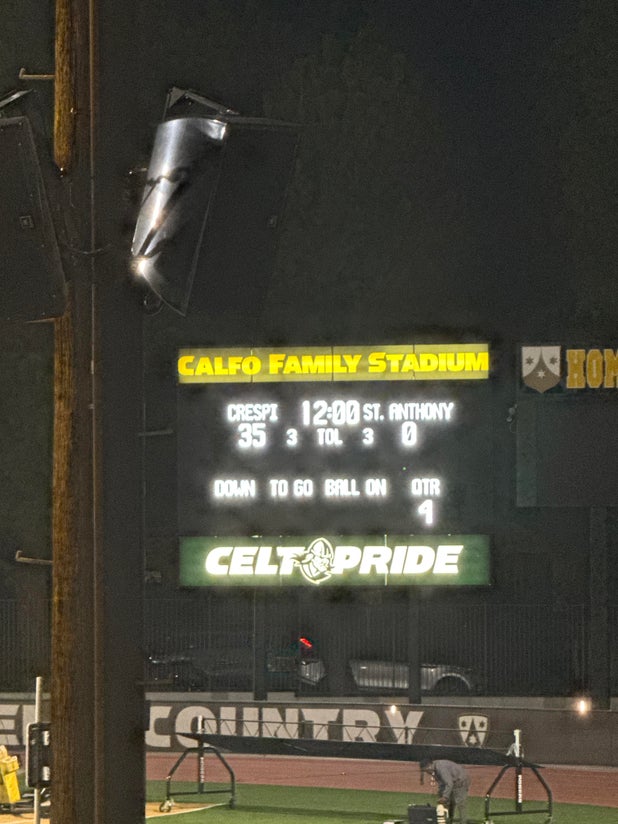 CALFO FAMILY STADIUM
HOM
CRESPI 12:00 ST. ANTHONY
35 3 TOL 3 0
DOWN TO GO BALL ON QTR
4
CELT PRIDE
COUNTRY